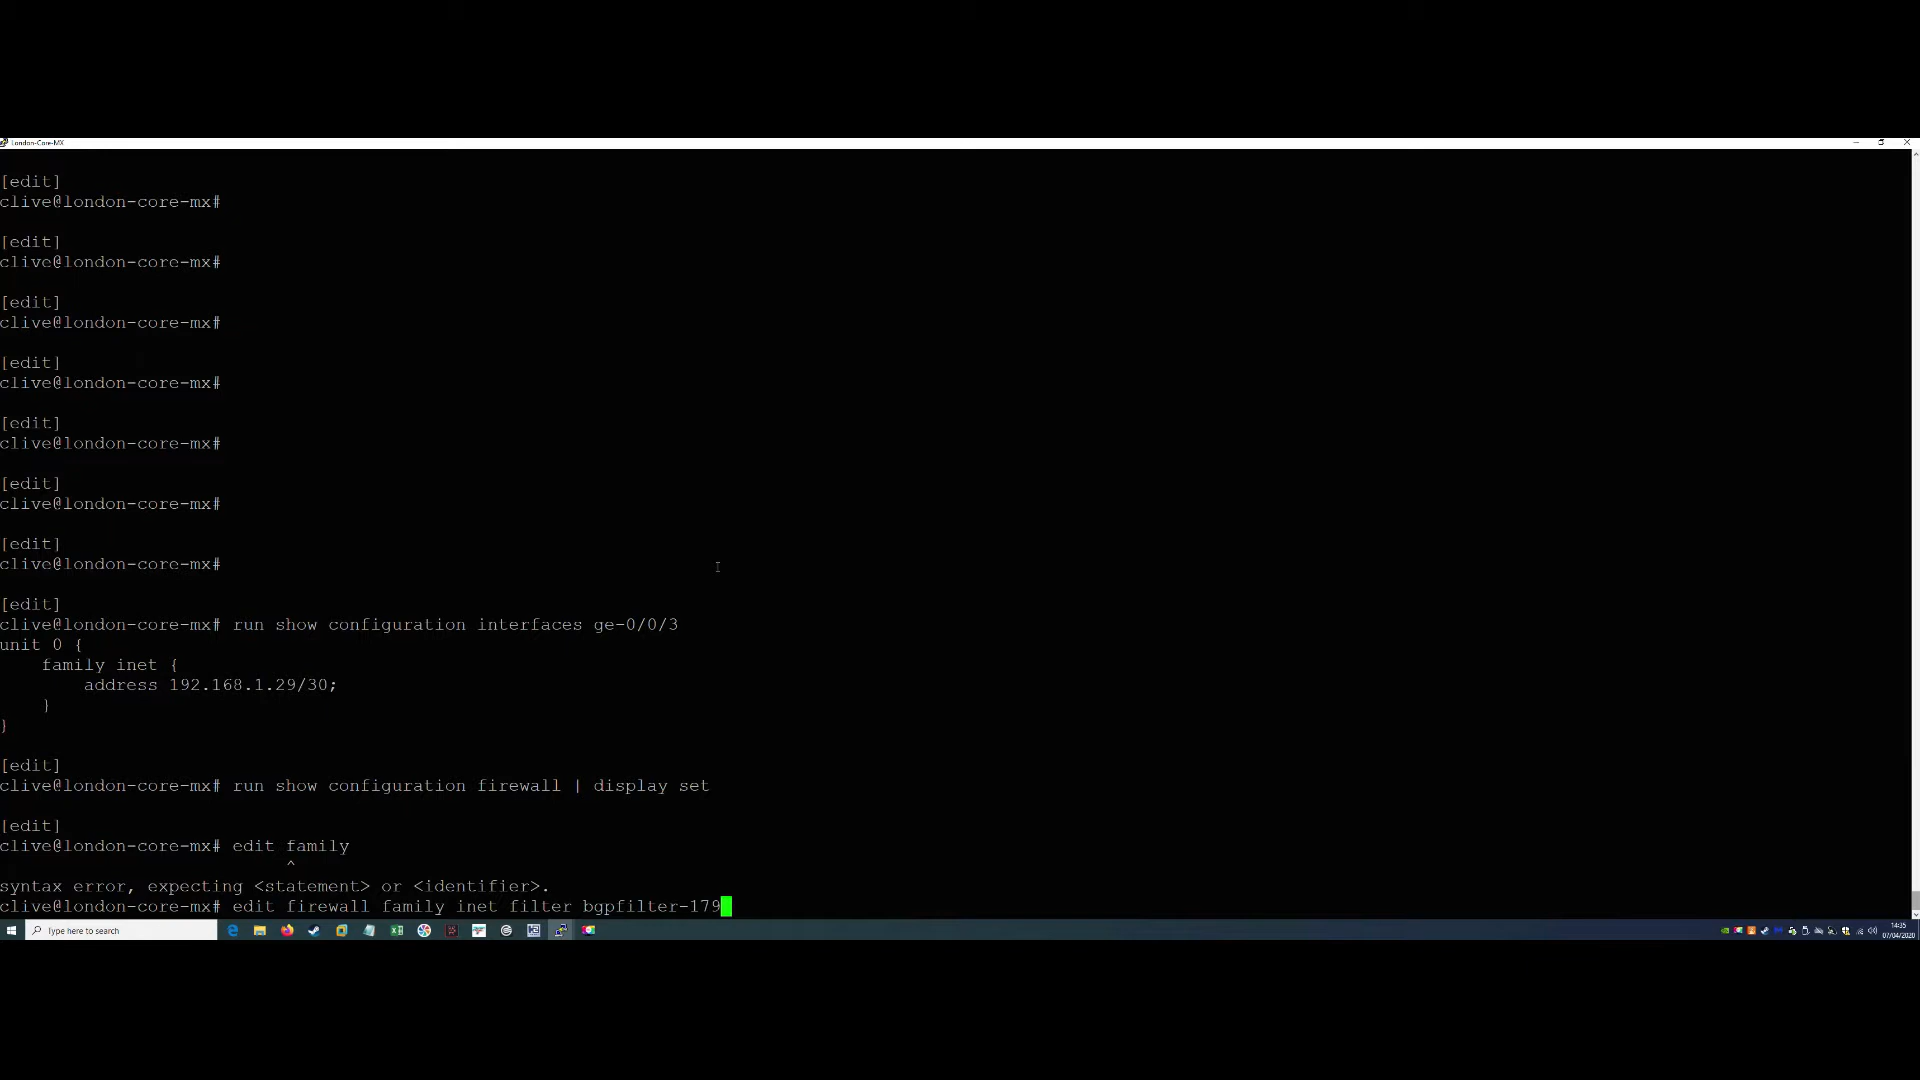 London-Core-MX
[edit]
clive@london-core-mx#
[edit]
clive@london-core-mx#
[edit]
clive@london-core-mx#
[edit]
clive@london-core-mx#
[edit]
clive@london-core-mx#
[edit]
clive@london-core-mx#
[edit]
clive@london-core-mx#
[edit]
clive@london-core-mx# run show configuration interfaces ge-0/0/3
unit 0 {
    family inet {
        address 192.168.1.29/30;
    }
}
[edit]
clive@london-core-mx# run show configuration firewall | display set
[edit]
clive@london-core-mx# edit family
                           ^
syntax error, expecting <statement> or <identifier>.
clive@london-core-mx# edit firewall family inet filter bgpfilter-179
Type here to search
14:35
07/04/2020